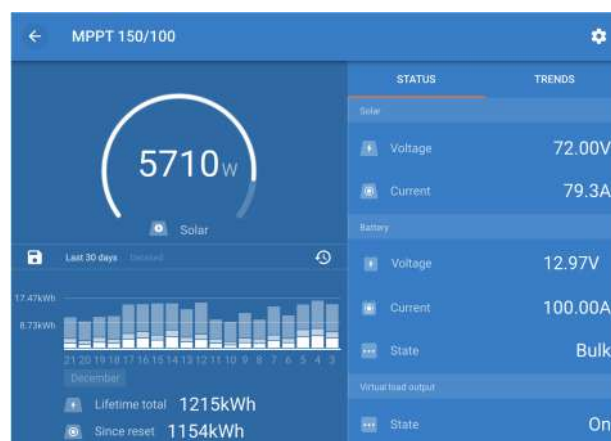 MPPT 150/100
5710W
Solar
Last 30 days Detailed
17.47kWh
8.73kWh
21 20 19 18 17 16 15 14 13 12 11 10 9 8 7 6 5 4 3
December
Lifetime total 1215kWh
Since reset 1154kWh
STATUS TRENDS
Solar
Voltage 72.00V
Current 79.3A
Battery
Voltage 12.97V
Current 100.00A
State Bulk
Virtual load output
State On